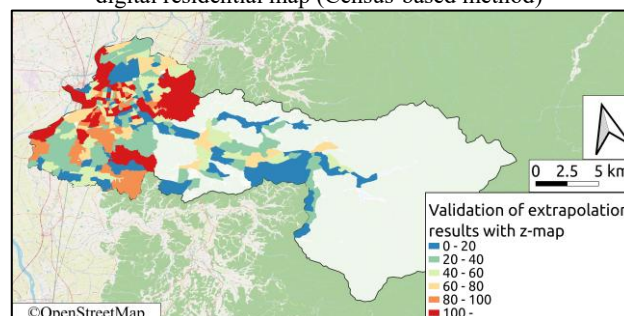 digital residential map (Census-based method)
0 2.5 5 km
Validation of extrapolation
results with z-map
0 - 20
20 - 40
40 - 60
60 - 80
80 - 100
100 -
©OpenStreetMap